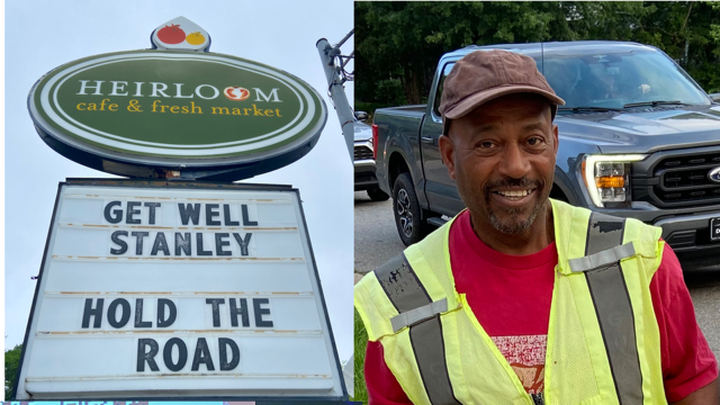 HEIRLOOM
cafe & fresh market
GET WELL
STANLEY
HOLD THE
ROAD